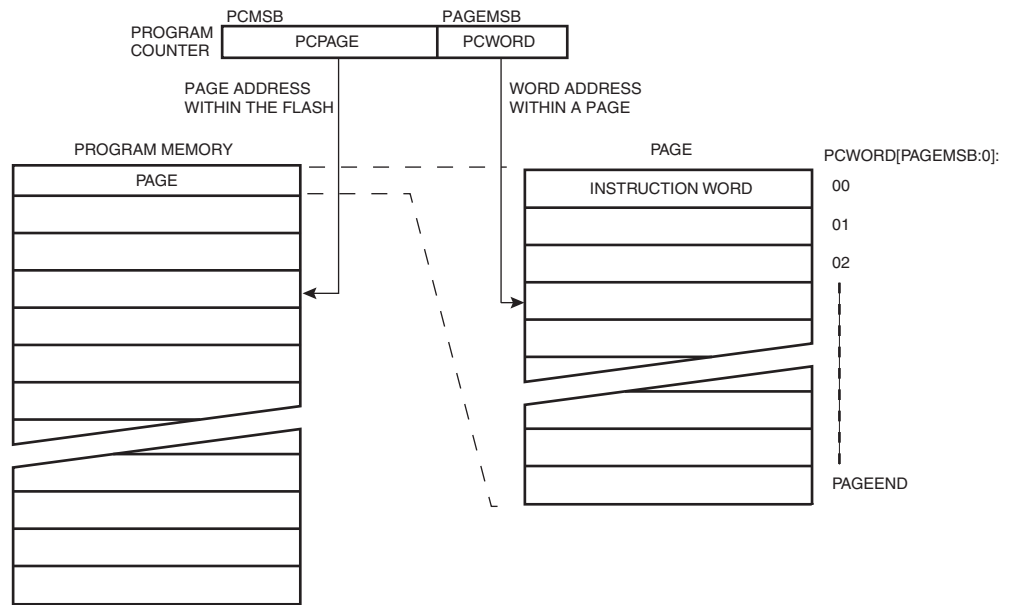 PCMSB
PAGEMSB
PROGRAM
COUNTER
PCPAGE
PCWORD
PAGE ADDRESS
WITHIN THE FLASH
WORD ADDRESS
WITHIN A PAGE
PROGRAM MEMORY
PAGE
PAGE
PCWORD[PAGEMSB:0]:
INSTRUCTION WORD
00
01
02
PAGEEND